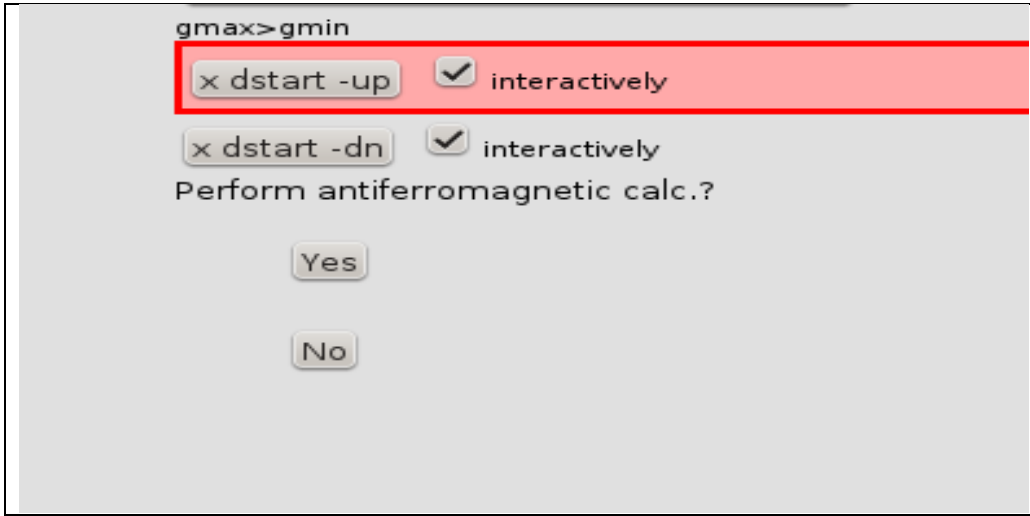 gmax>gmin
x dstart -up interactively
x dstart -dn interactively
Perform antiferromagnetic calc.?
Yes
No